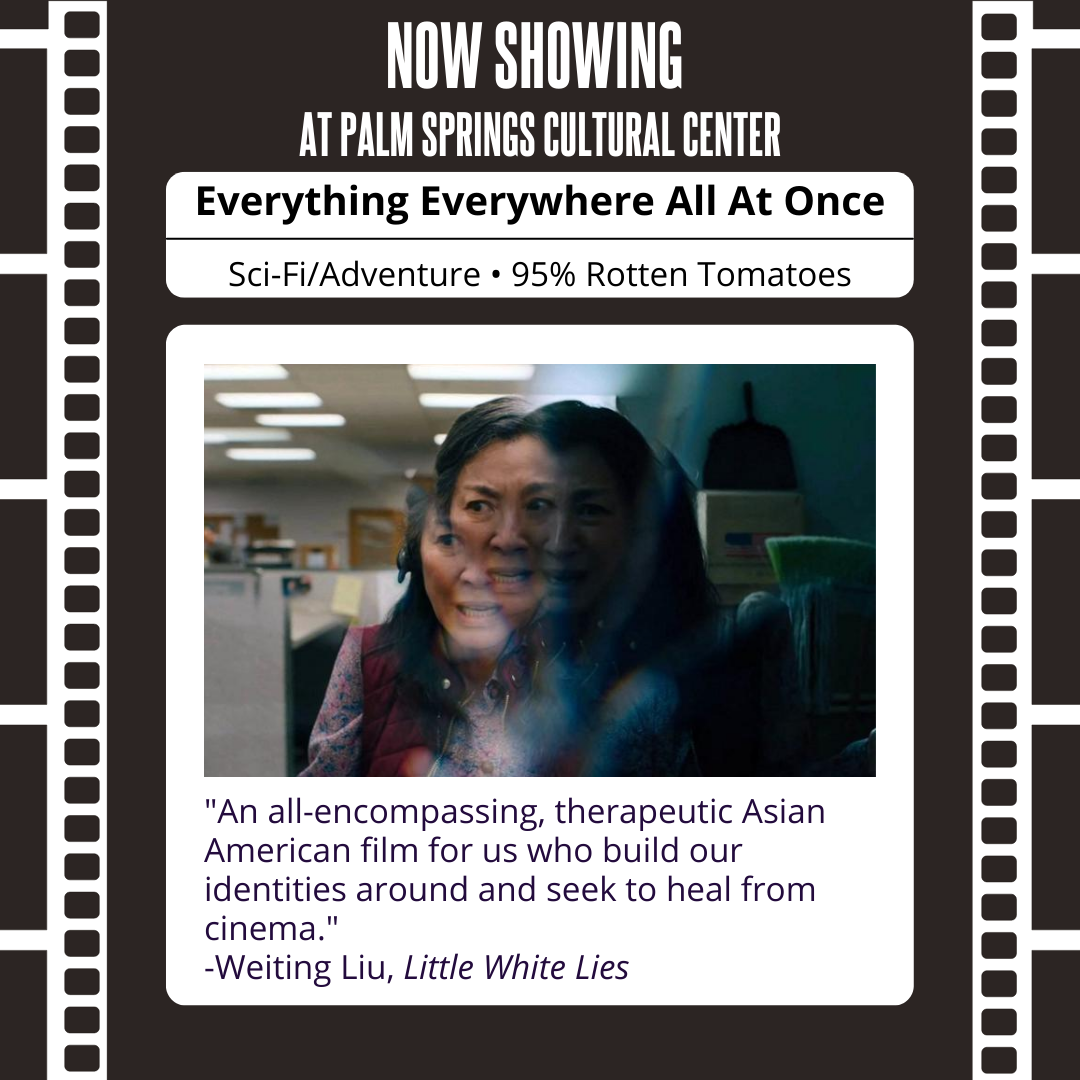 NOW SHOWING
AT PALM SPRINGS CULTURAL CENTER
Everything Everywhere All At Once
Sci-Fi/Adventure • 95% Rotten Tomatoes
"An all-encompassing, therapeutic Asian
American film for us who build our
identities around and seek to heal from
cinema."
-Weiting Liu, Little White Lies